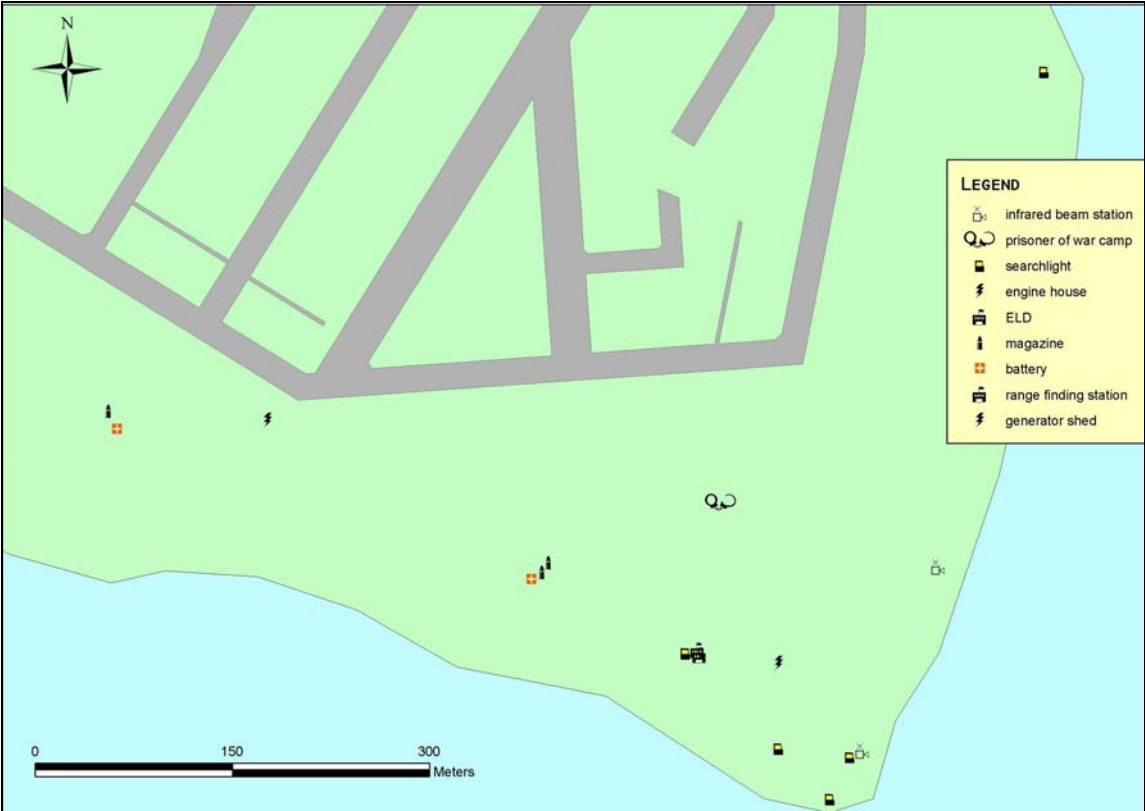 N
LEGEND
infrared beam station
prisoner of war camp
searchlight
engine house
ELD
magazine
battery
range finding station
generator shed
0 150 300
Meters